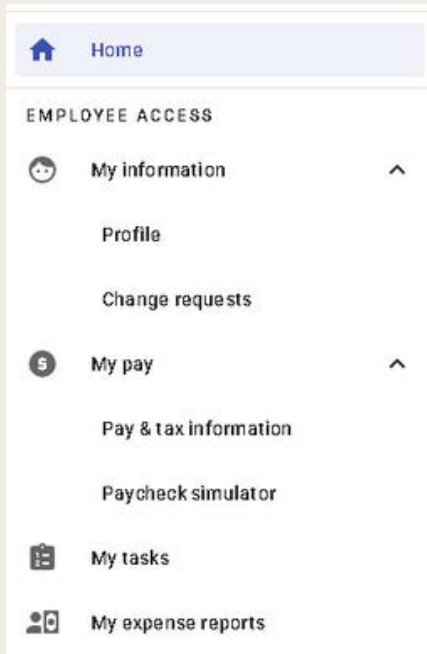 Home
EMPLOYEE ACCESS
My information
Profile
Change requests
My pay
Pay & tax information
Paycheck simulator
My tasks
My expense reports